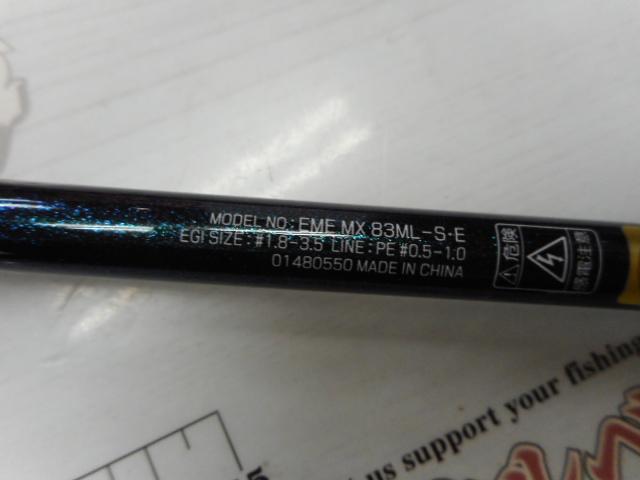 MODEL NO: EME MX 83ML-S·E
EGI SIZE : #1.8-3.5 LINE : PE #0.5-1.0
01480550 MADE IN CHINA
危険
感電注意
us support your fishing